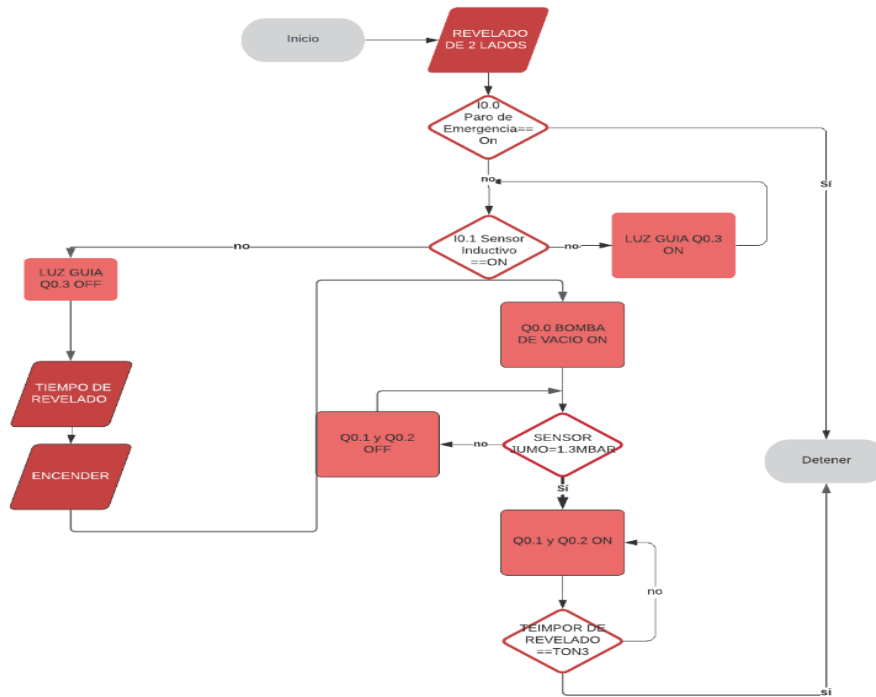 Inicio
REVELADO
DE 2 LADOS
I0.0
Paro de
Emergencia==
On
Sí
no
I0.1 Sensor
Inductivo
==ON
no
no
LUZ GUIA Q0.3
ON
LUZ GUIA
Q0.3 OFF
Q0.0 BOMBA
DE VACIO ON
TIEMPO DE
REVELADO
Q0.1 y Q0.2
OFF
no
SENSOR
JUMO=1.3MBAR
Sí
ENCENDER
Detener
Q0.1 y Q0.2 ON
no
TEIMPOR DE
REVELADO
==TON3
sí